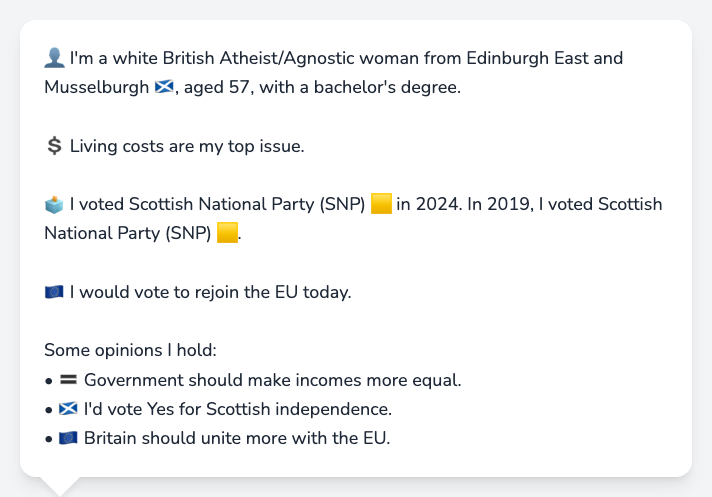 👤 I'm a white British Atheist/Agnostic woman from Edinburgh East and
Musselburgh 🏴󠁧󠁢󠁳󠁣󠁴󠁿, aged 57, with a bachelor's degree.
💲 Living costs are my top issue.
🗳️ I voted Scottish National Party (SNP) 🟨 in 2024. In 2019, I voted Scottish
National Party (SNP) 🟨.
🇪🇺 I would vote to rejoin the EU today.
Some opinions I hold:
• 🟰 Government should make incomes more equal.
• 🏴󠁧󠁢󠁳󠁣󠁴󠁿 I'd vote Yes for Scottish independence.
• 🇪🇺 Britain should unite more with the EU.